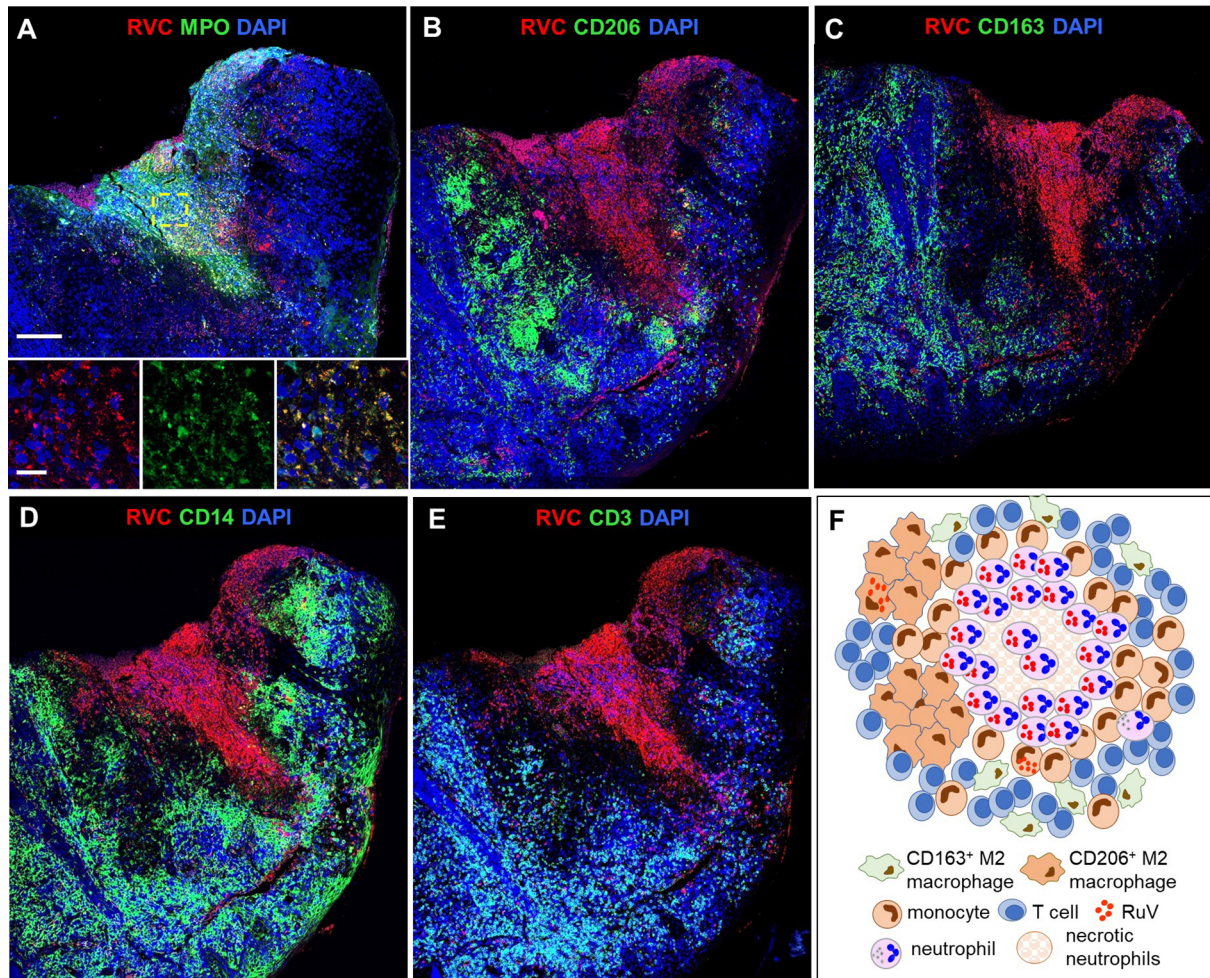 A
RVC MPO DAPI
B
RVC CD206 DAPI
C
RVC CD163 DAPI
D
RVC CD14 DAPI
E
RVC CD3 DAPI
F
CD163+ M2
macrophage
CD206+ M2
macrophage
monocyte
T cell
RuV
neutrophil
necrotic
neutrophils